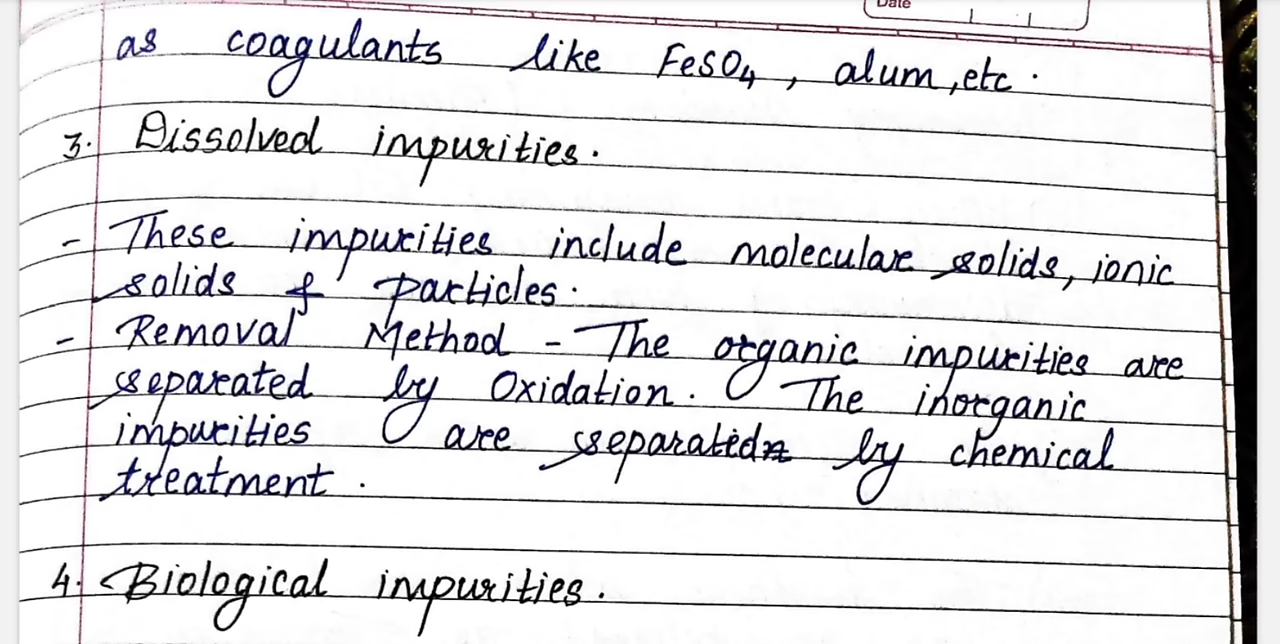 Date
as coagulants like FeSO4, alum, etc.
3. Dissolved impurities.
- These impurities include molecular solids, ionic
solids & particles.
- Removal Method - The organic impurities are
separated by Oxidation. The inorganic
impurities are separated by chemical
treatment.
4. Biological impurities.